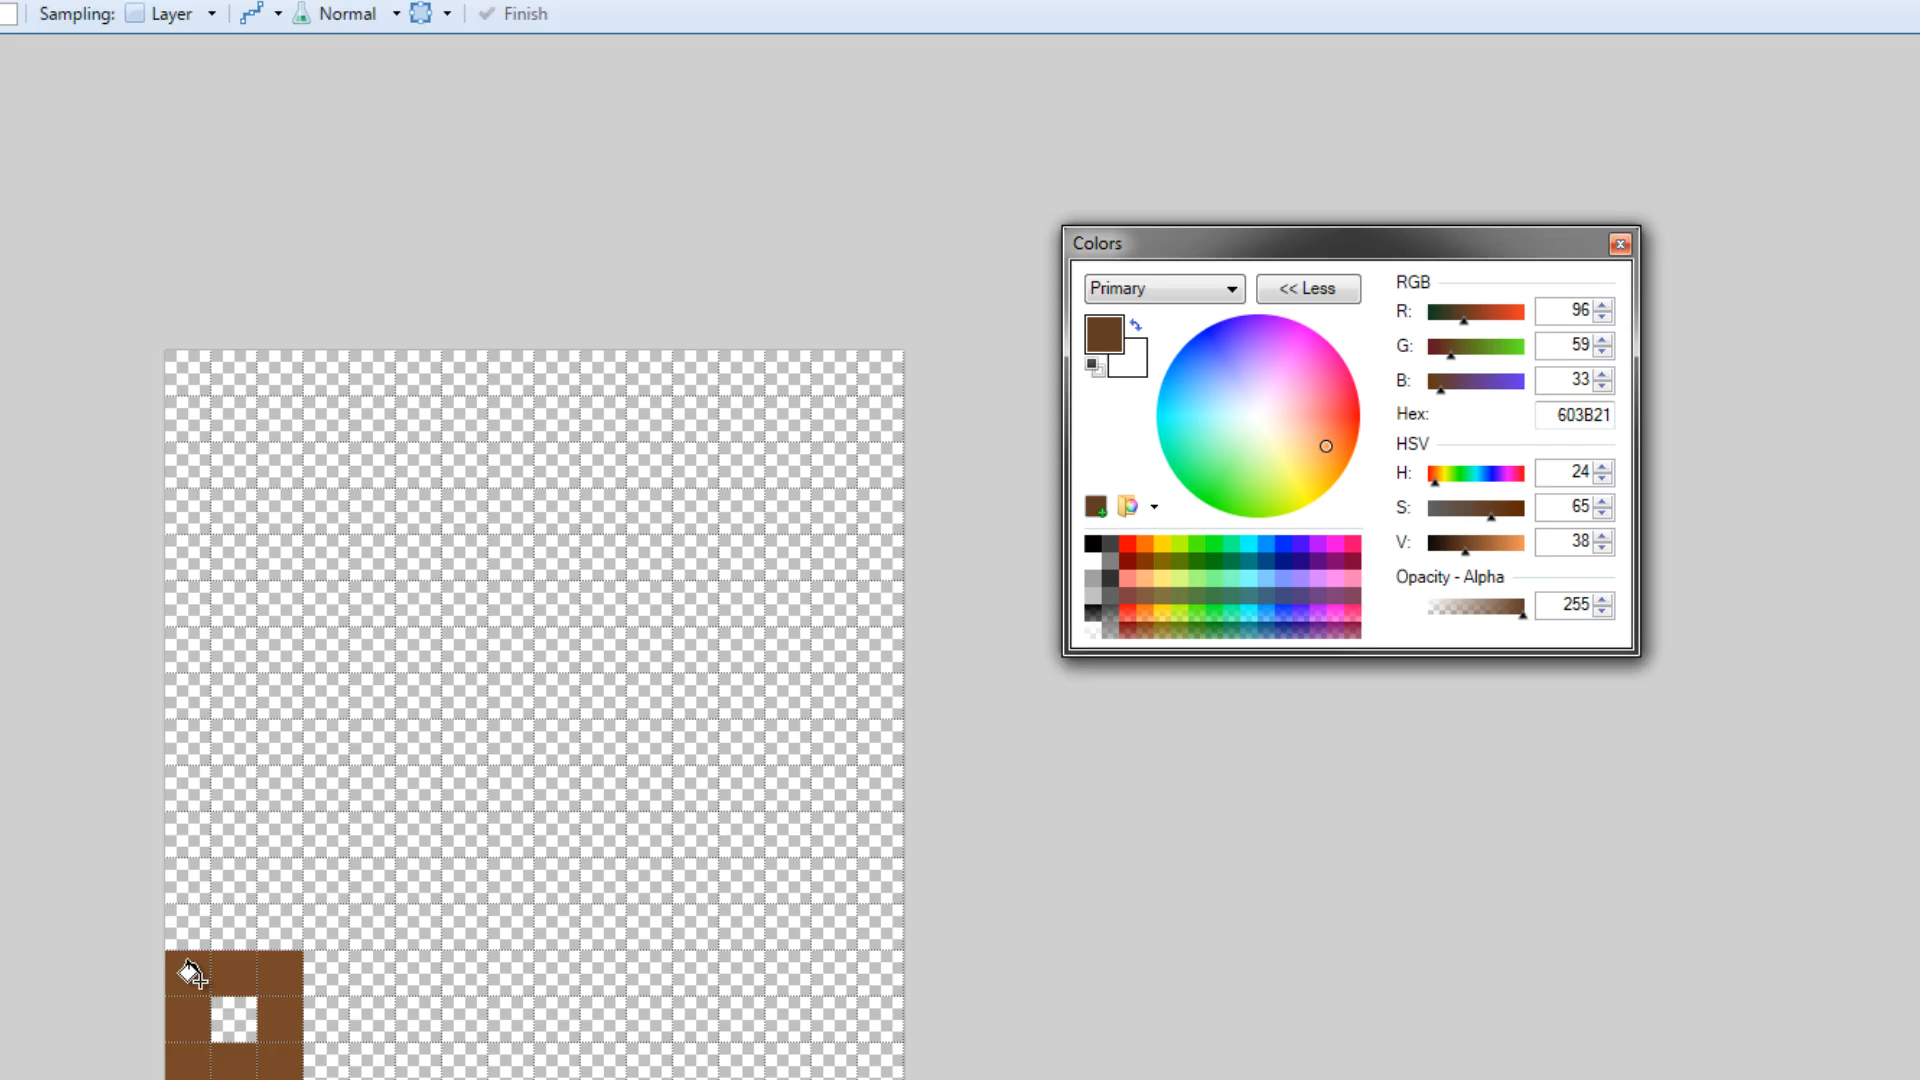 Sampling: Layer Normal Finish
Colors
Primary << Less
RGB
R: 96
G: 59
B: 33
Hex: 603B21
HSV
H: 24
S: 65
V: 38
Opacity - Alpha
255